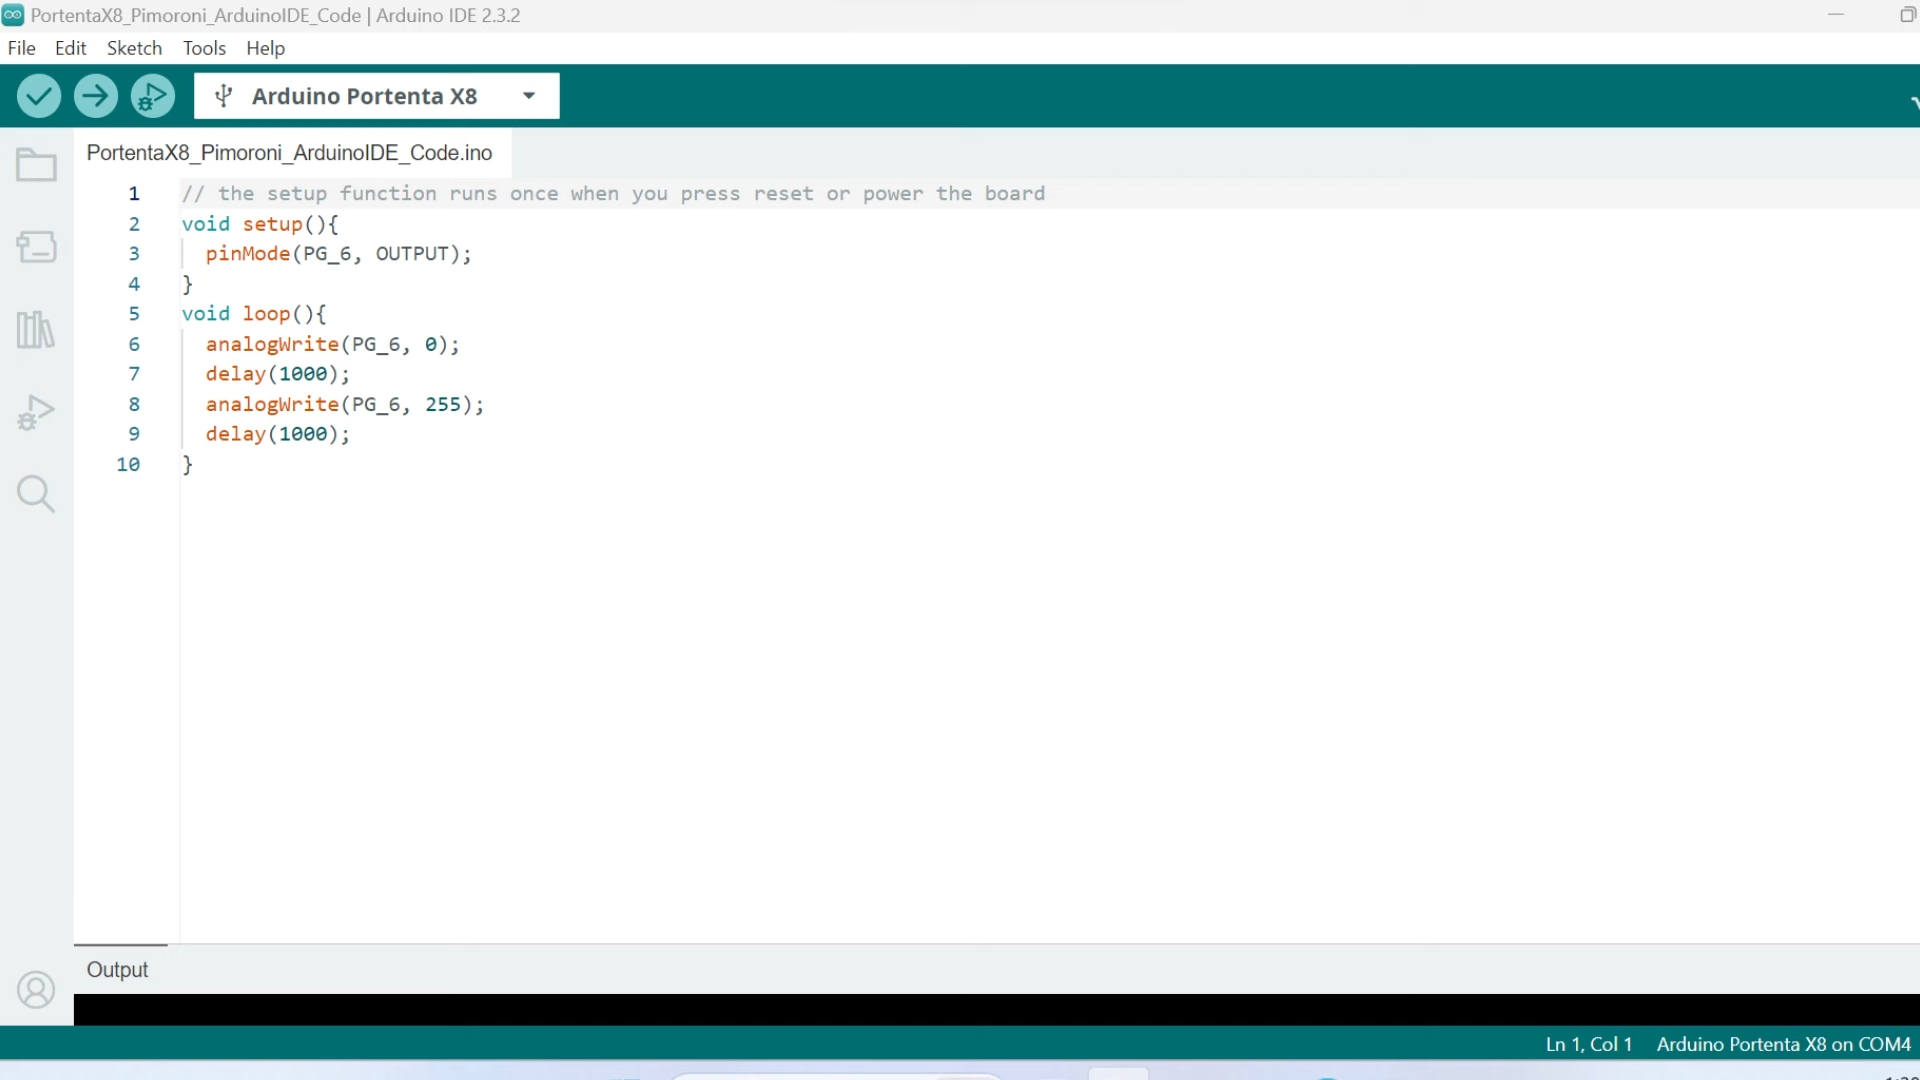 PortentaX8_Pimoroni_ArduinoIDE_Code | Arduino IDE 2.3.2
File Edit Sketch Tools Help
Arduino Portenta X8
PortentaX8_Pimoroni_ArduinoIDE_Code.ino
1 // the setup function runs once when you press reset or power the board
2 void setup(){
3 pinMode(PG_6, OUTPUT);
4 }
5 void loop(){
6 analogWrite(PG_6, 0);
7 delay(1000);
8 analogWrite(PG_6, 255);
9 delay(1000);
10 }
Output
Ln 1, Col 1 Arduino Portenta X8 on COM4